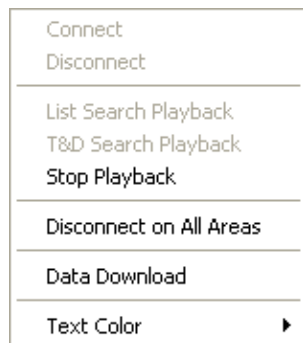 Connect
Disconnect
List Search Playback
T&D Search Playback
Stop Playback
Disconnect on All Areas
Data Download
Text Color